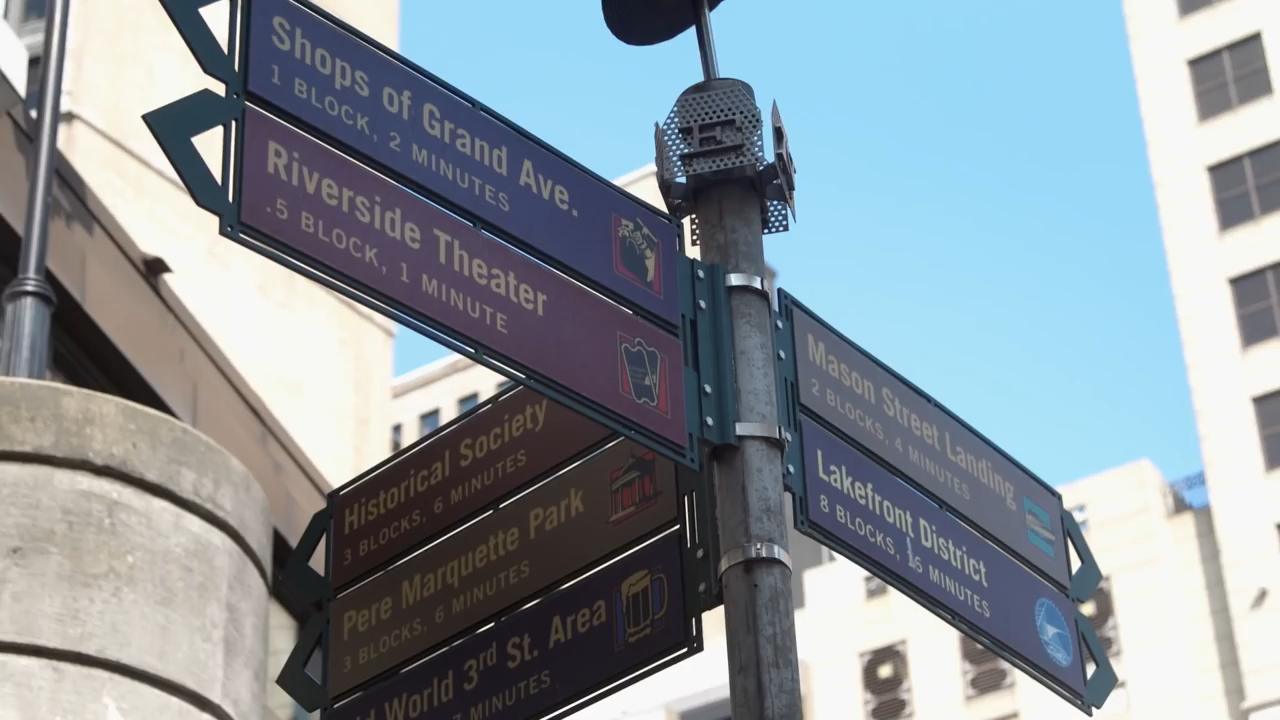 Shops of Grand Ave.
1 BLOCK, 2 MINUTES
Riverside Theater
.5 BLOCK, 1 MINUTE
Historical Society
3 BLOCKS, 6 MINUTES
Pere Marquette Park
3 BLOCKS, 6 MINUTES
World 3rd St. Area
MINUTES
Mason Street Landing
2 BLOCKS, 4 MINUTES
Lakefront District
8 BLOCKS, 16 MINUTES